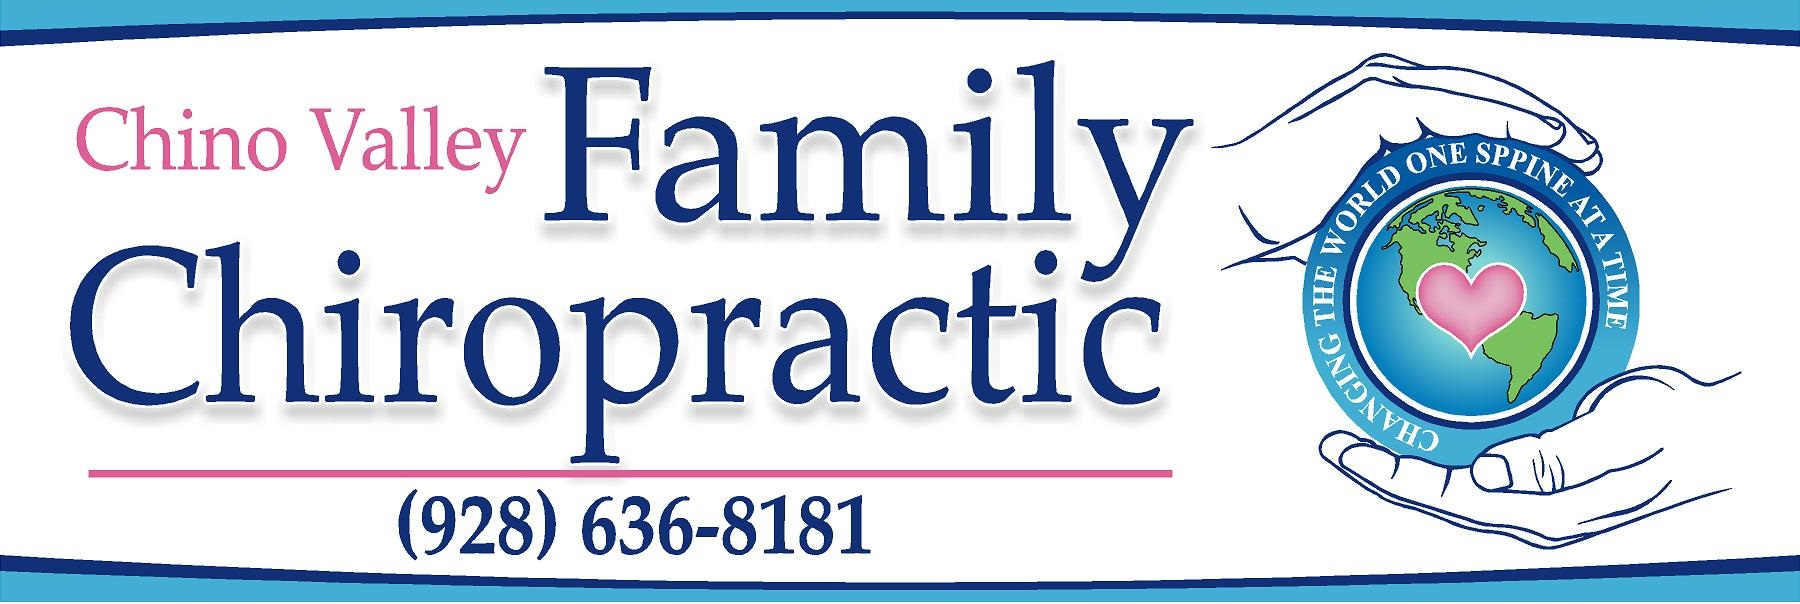 Chino Valley Family
Chiropractic
(928) 636-8181
CHANGING THE WORLD ONE SPPINE AT A TIME